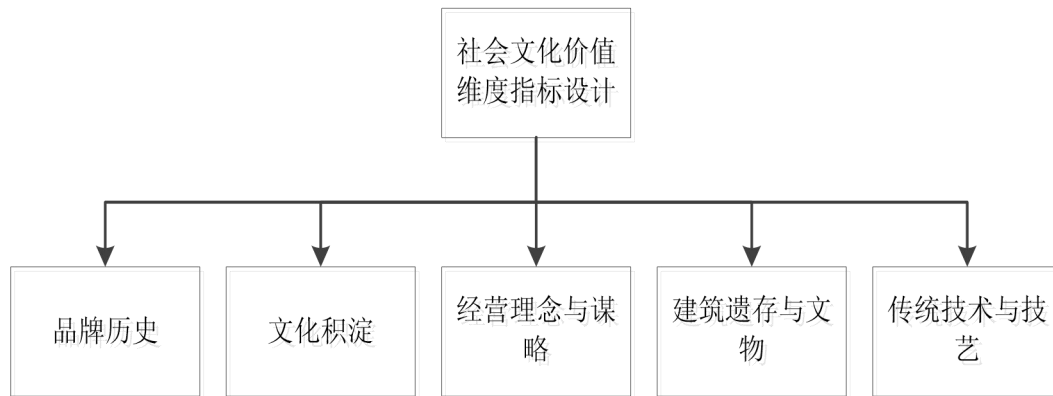 社会文化价值
维度指标设计
品牌历史
文化积淀
经营理念与谋
略
建筑遗存与文
物
传统技术与技
艺